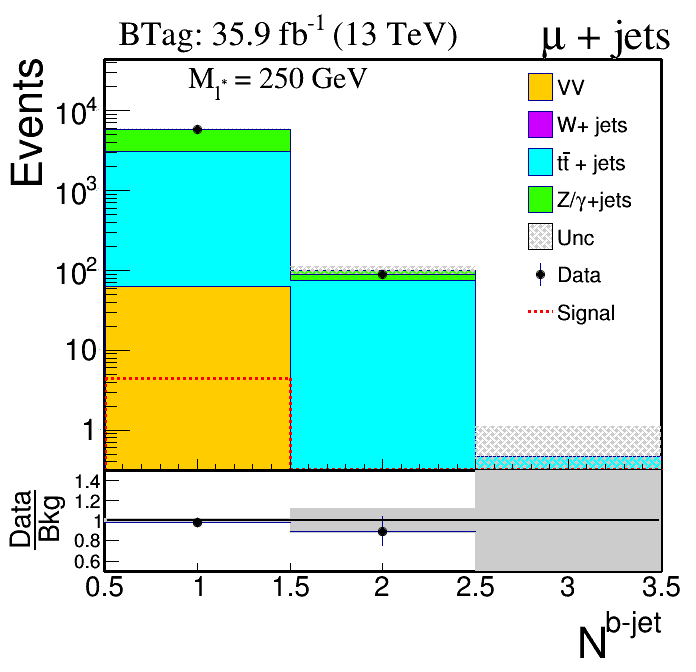 BTag: 35.9 fb⁻¹ (13 TeV)
μ + jets
M_l* = 250 GeV
Events
10⁴
10³
10²
10
1
VV
W+ jets
tt̄ + jets
Z/γ+jets
Unc
Data
Signal
Data
Bkg
1.4
1.2
1
0.8
0.6
0.5 1 1.5 2 2.5 3 3.5
N^b-jet